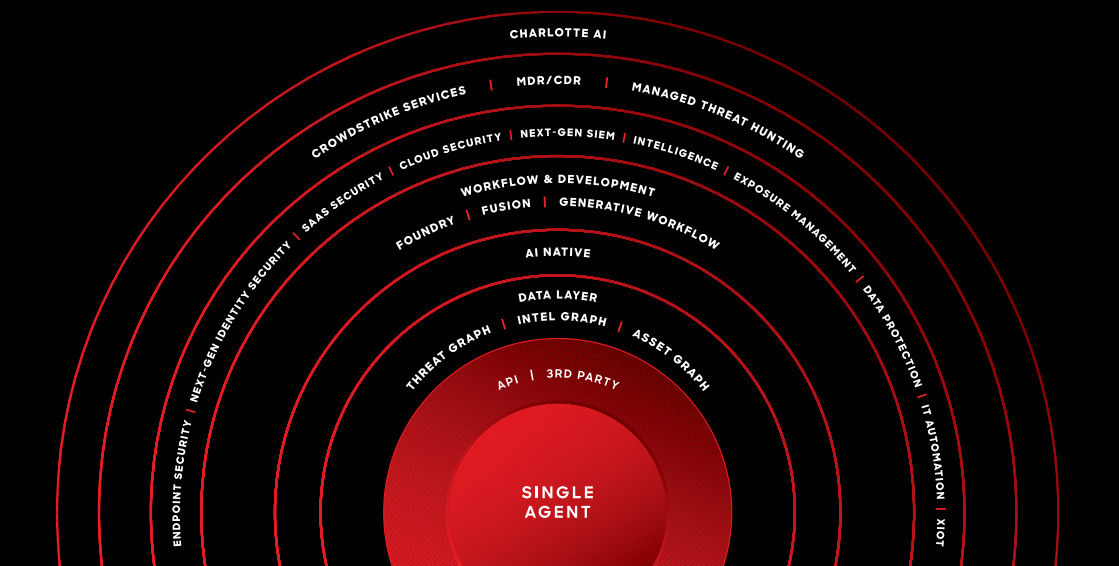 CHARLOTTE AI
CROWDSTRIKE SERVICES | MDR/CDR | MANAGED THREAT HUNTING
ENDPOINT SECURITY | NEXT-GEN IDENTITY SECURITY | SAAS SECURITY | CLOUD SECURITY | NEXT-GEN SIEM | INTELLIGENCE | EXPOSURE MANAGEMENT | DATA PROTECTION | IT AUTOMATION | XIOT
WORKFLOW & DEVELOPMENT
FOUNDRY | FUSION | GENERATIVE WORKFLOW
AI NATIVE
DATA LAYER
THREAT GRAPH | INTEL GRAPH | ASSET GRAPH
API | 3RD PARTY
SINGLE
AGENT